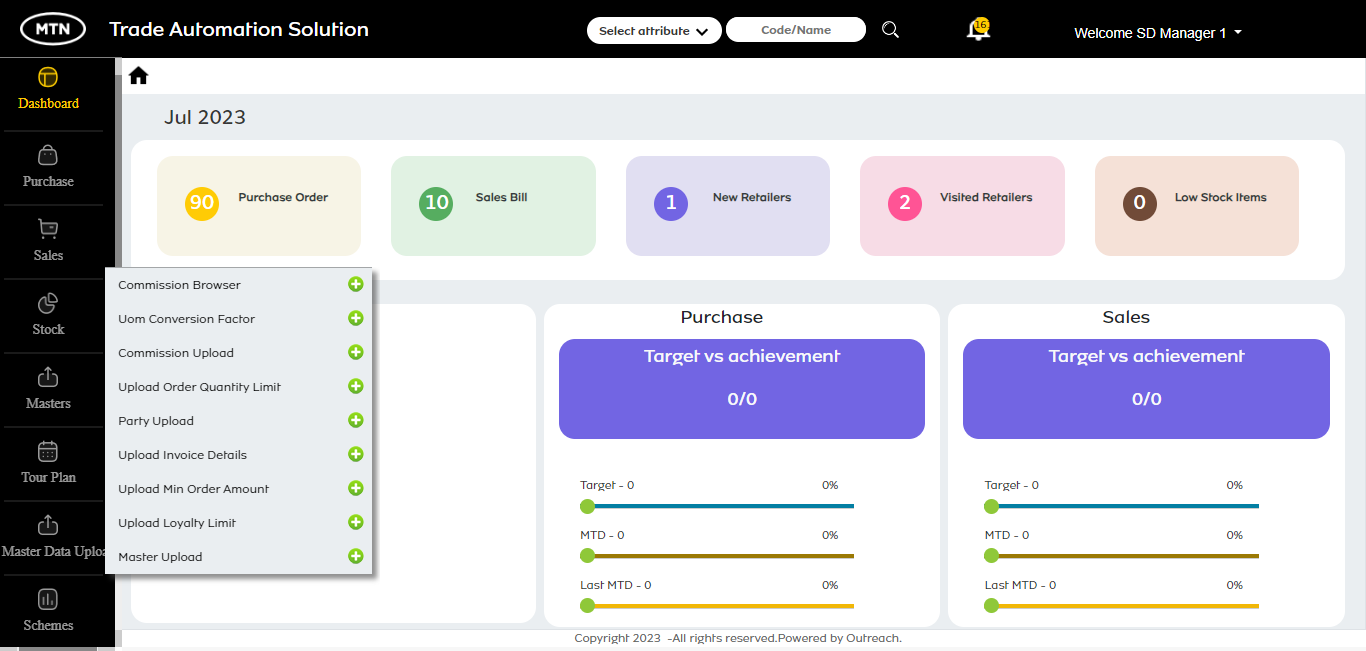 MTN
Trade Automation Solution
Select attribute
Code/Name
16
Welcome SD Manager 1
Dashboard
Purchase
Sales
Stock
Masters
Tour Plan
Master Data Uploa
Schemes
Jul 2023
90 Purchase Order
10 Sales Bill
1 New Retailers
2 Visited Retailers
0 Low Stock Items
Commission Browser
Uom Conversion Factor
Commission Upload
Upload Order Quantity Limit
Party Upload
Upload Invoice Details
Upload Min Order Amount
Upload Loyalty Limit
Master Upload
Purchase
Target vs achievement
0/0
Target - 0 0%
MTD - 0 0%
Last MTD - 0 0%
Sales
Target vs achievement
0/0
Target - 0 0%
MTD - 0 0%
Last MTD - 0 0%
Copyright 2023 -All rights reserved.Powered by Outreach.